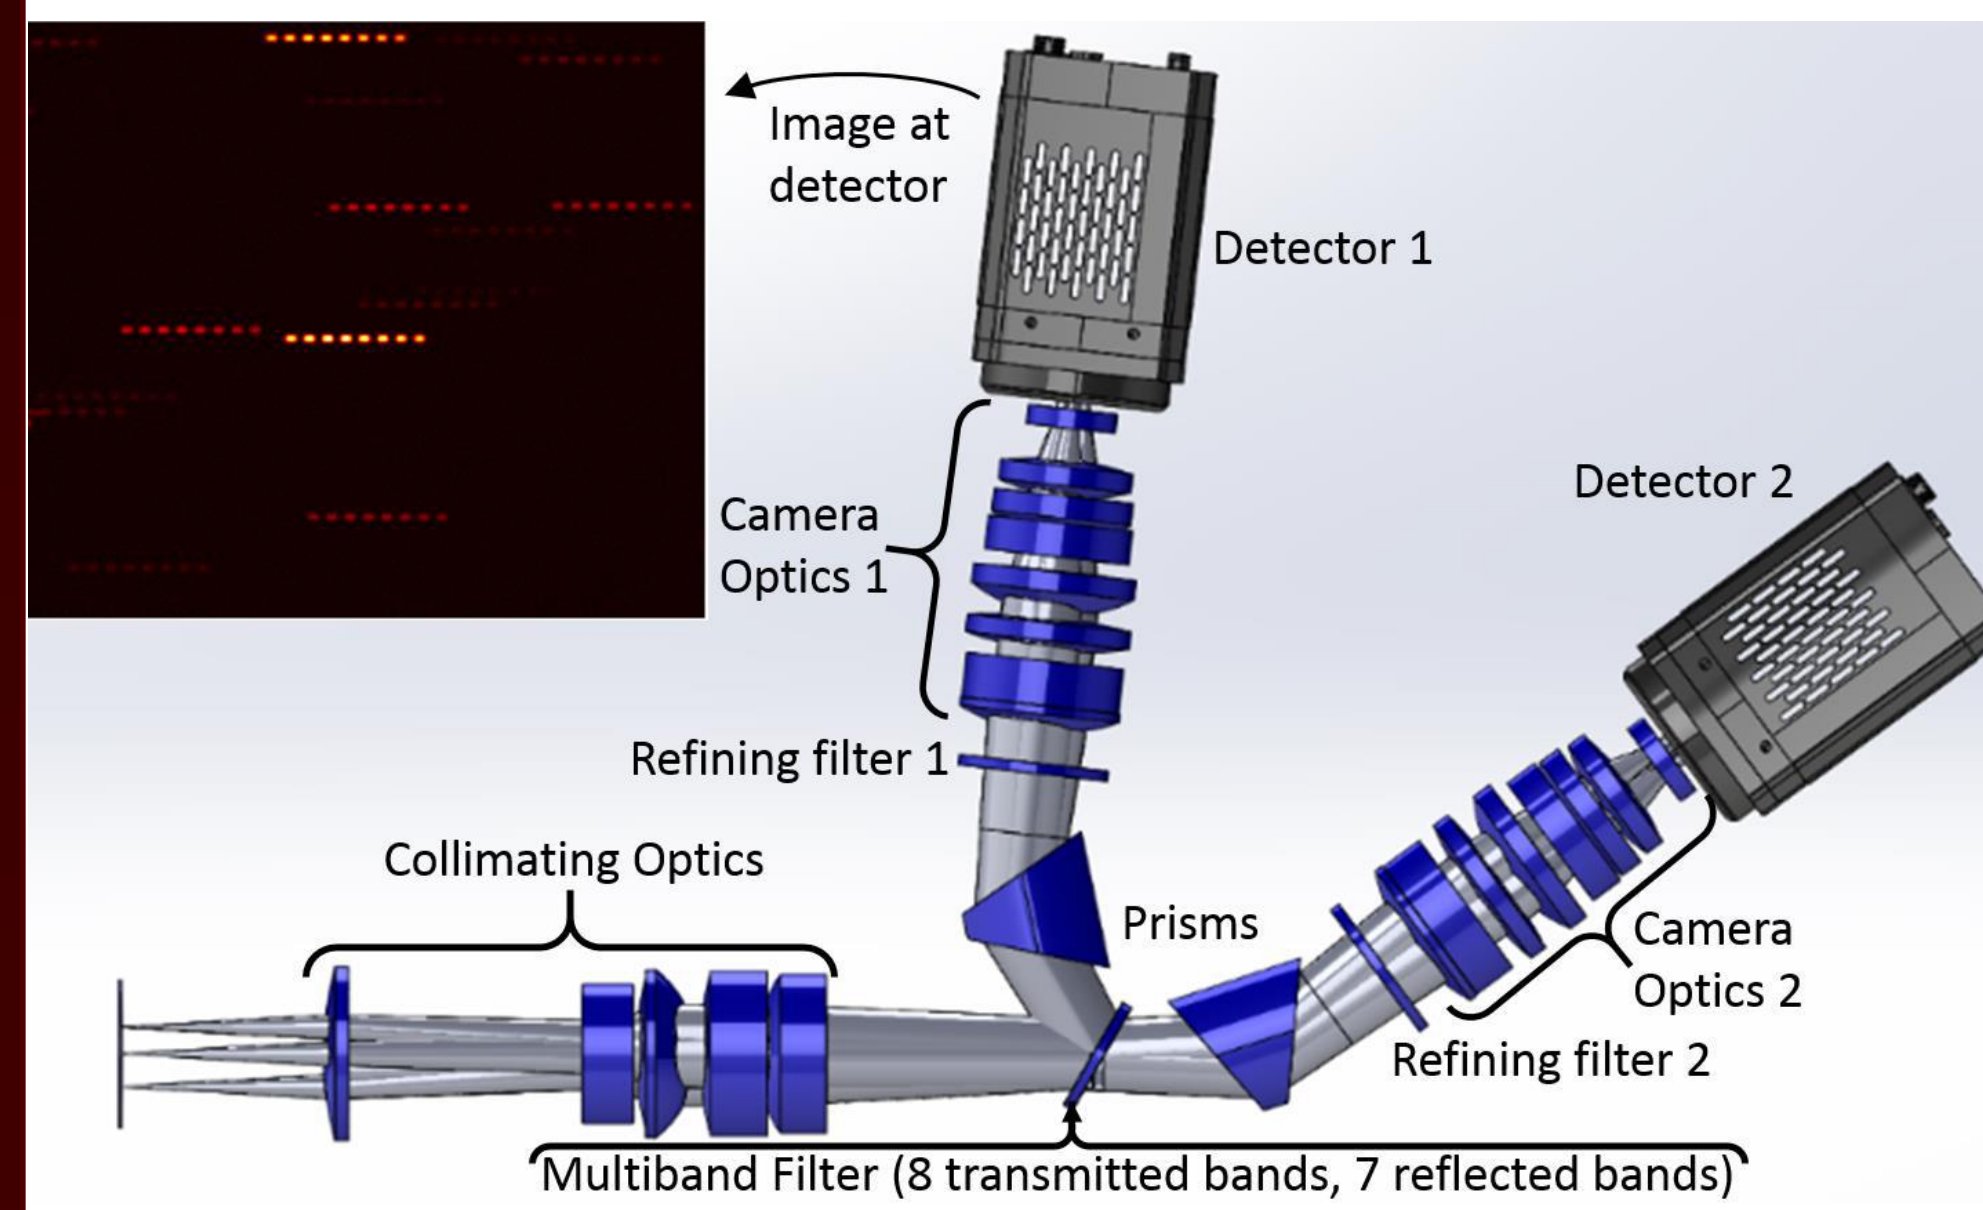 Image at
detector
Detector 1
Detector 2
Camera
Optics 1
Refining filter 1
Collimating Optics
Prisms
Camera
Optics 2
Refining filter 2
Multiband Filter (8 transmitted bands, 7 reflected bands)